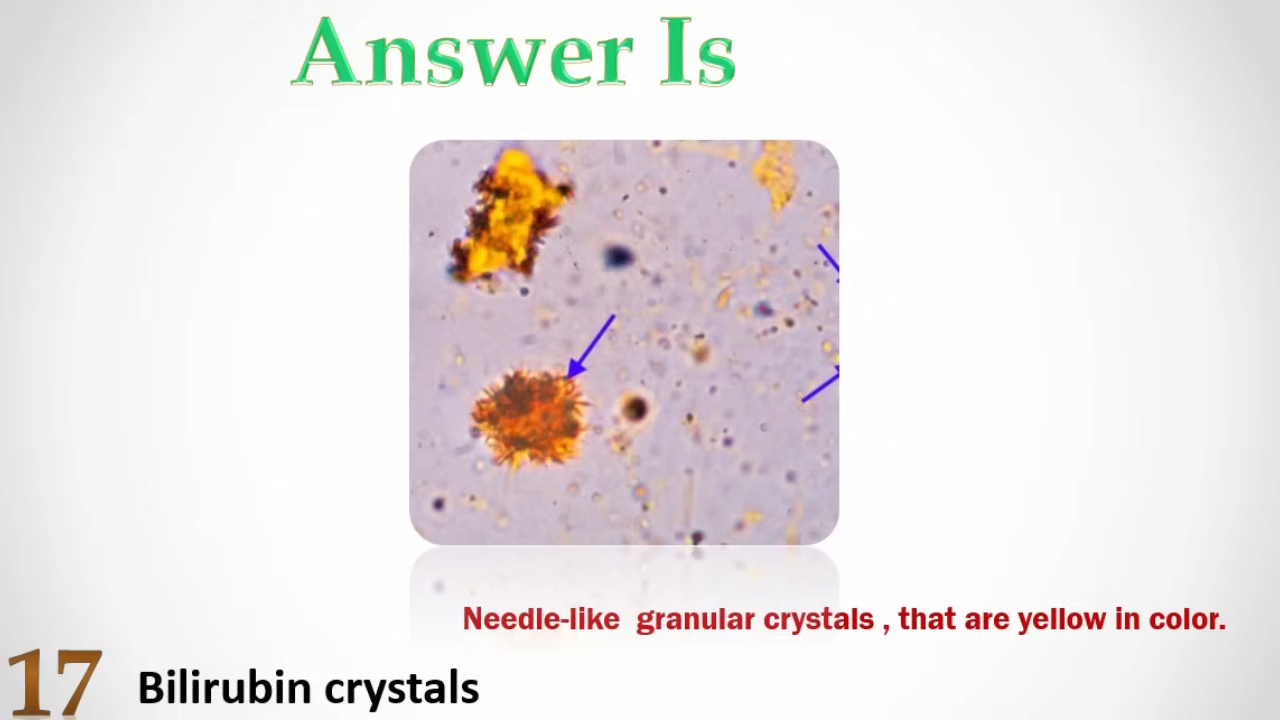 Answer Is
Needle-like granular crystals , that are yellow in color.
17 Bilirubin crystals